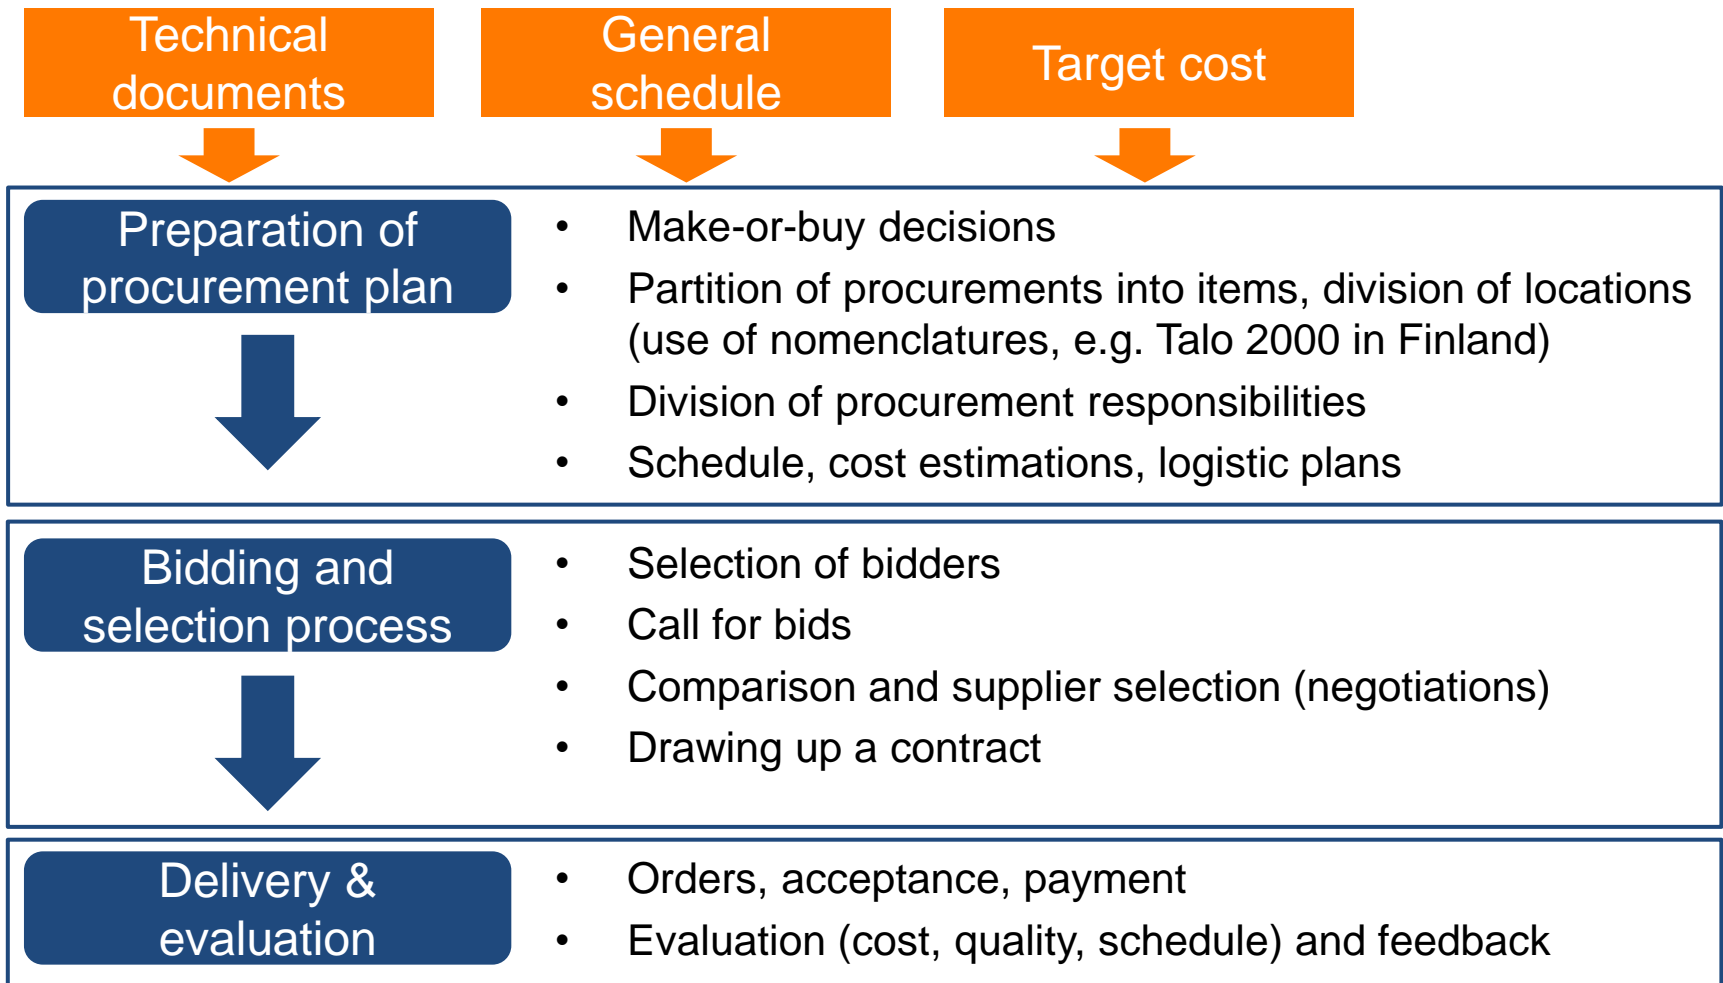 Technical
documents
General
schedule
Target cost
Preparation of
procurement plan
• Make-or-buy decisions
• Partition of procurements into items, division of locations
(use of nomenclatures, e.g. Talo 2000 in Finland)
• Division of procurement responsibilities
• Schedule, cost estimations, logistic plans
Bidding and
selection process
• Selection of bidders
• Call for bids
• Comparison and supplier selection (negotiations)
• Drawing up a contract
Delivery &
evaluation
• Orders, acceptance, payment
• Evaluation (cost, quality, schedule) and feedback